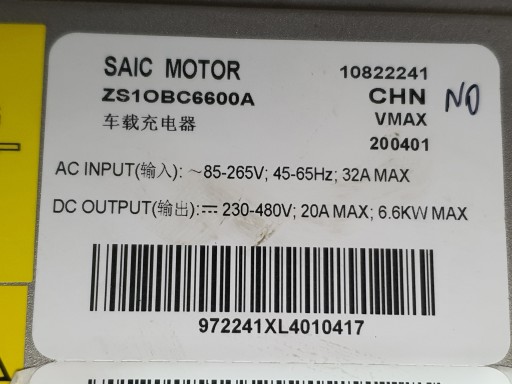 SAIC MOTOR 10822241
ZS1OBC6600A CHN NO
车载充电器 VMAX
200401
AC INPUT(输入): ~85-265V; 45-65Hz; 32A MAX
DC OUTPUT(输出):⎓ 230-480V; 20A MAX; 6.6KW MAX
972241XL4010417